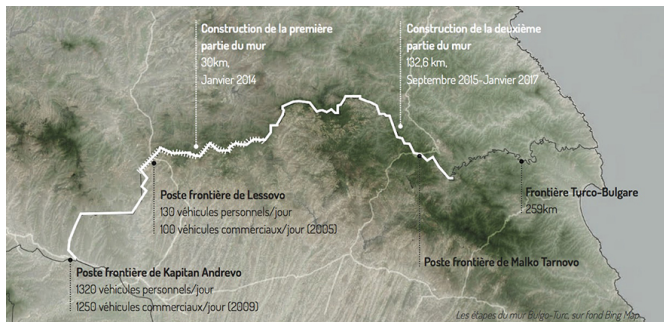 Construction de la première
partie du mur
30km,
Janvier 2014
Construction de la deuxième
partie du mur
132,6 km,
Septembre 2015-Janvier 2017
Poste frontière de Lessovo
130 véhicules personnels/jour
100 véhicules commerciaux/jour (2005)
Frontière Turco-Bulgare
259km
Poste frontière de Malko Tarnovo
Poste frontière de Kapitan Andrevo
1320 véhicules personnels/jour
1250 véhicules commerciaux/jour (2009)
Les étapes du mur Bulgo-Turc, sur fond Bing Map